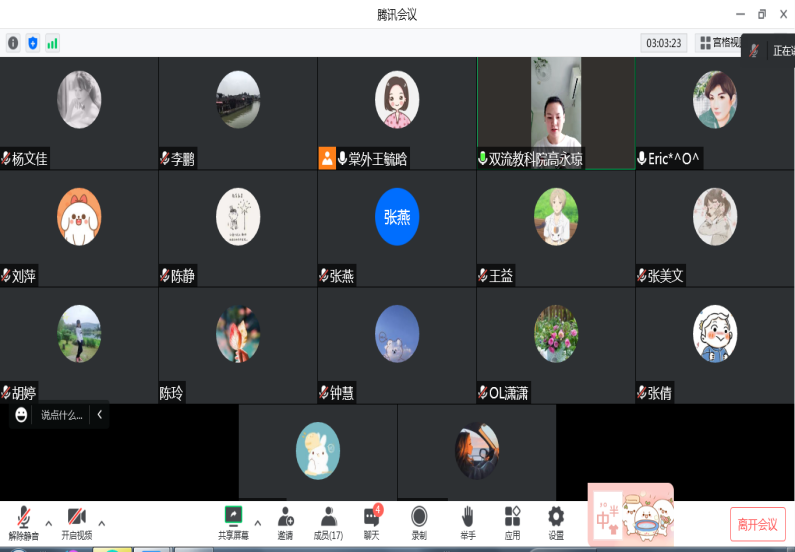 腾讯会议
03:03:23
宫格视
正在讲
杨文佳
李鹏
棠外王毓晗
双流教科院高永琼
Eric*^O^
刘萍
陈静
张燕
张燕
王益
张美文
胡婷
陈玲
钟慧
OL潇潇
张倩
说点什么...
解除静音
开启视频
共享屏幕
邀请
成员(17)
聊天
4
录制
举手
应用
设置
中
半
离开会议